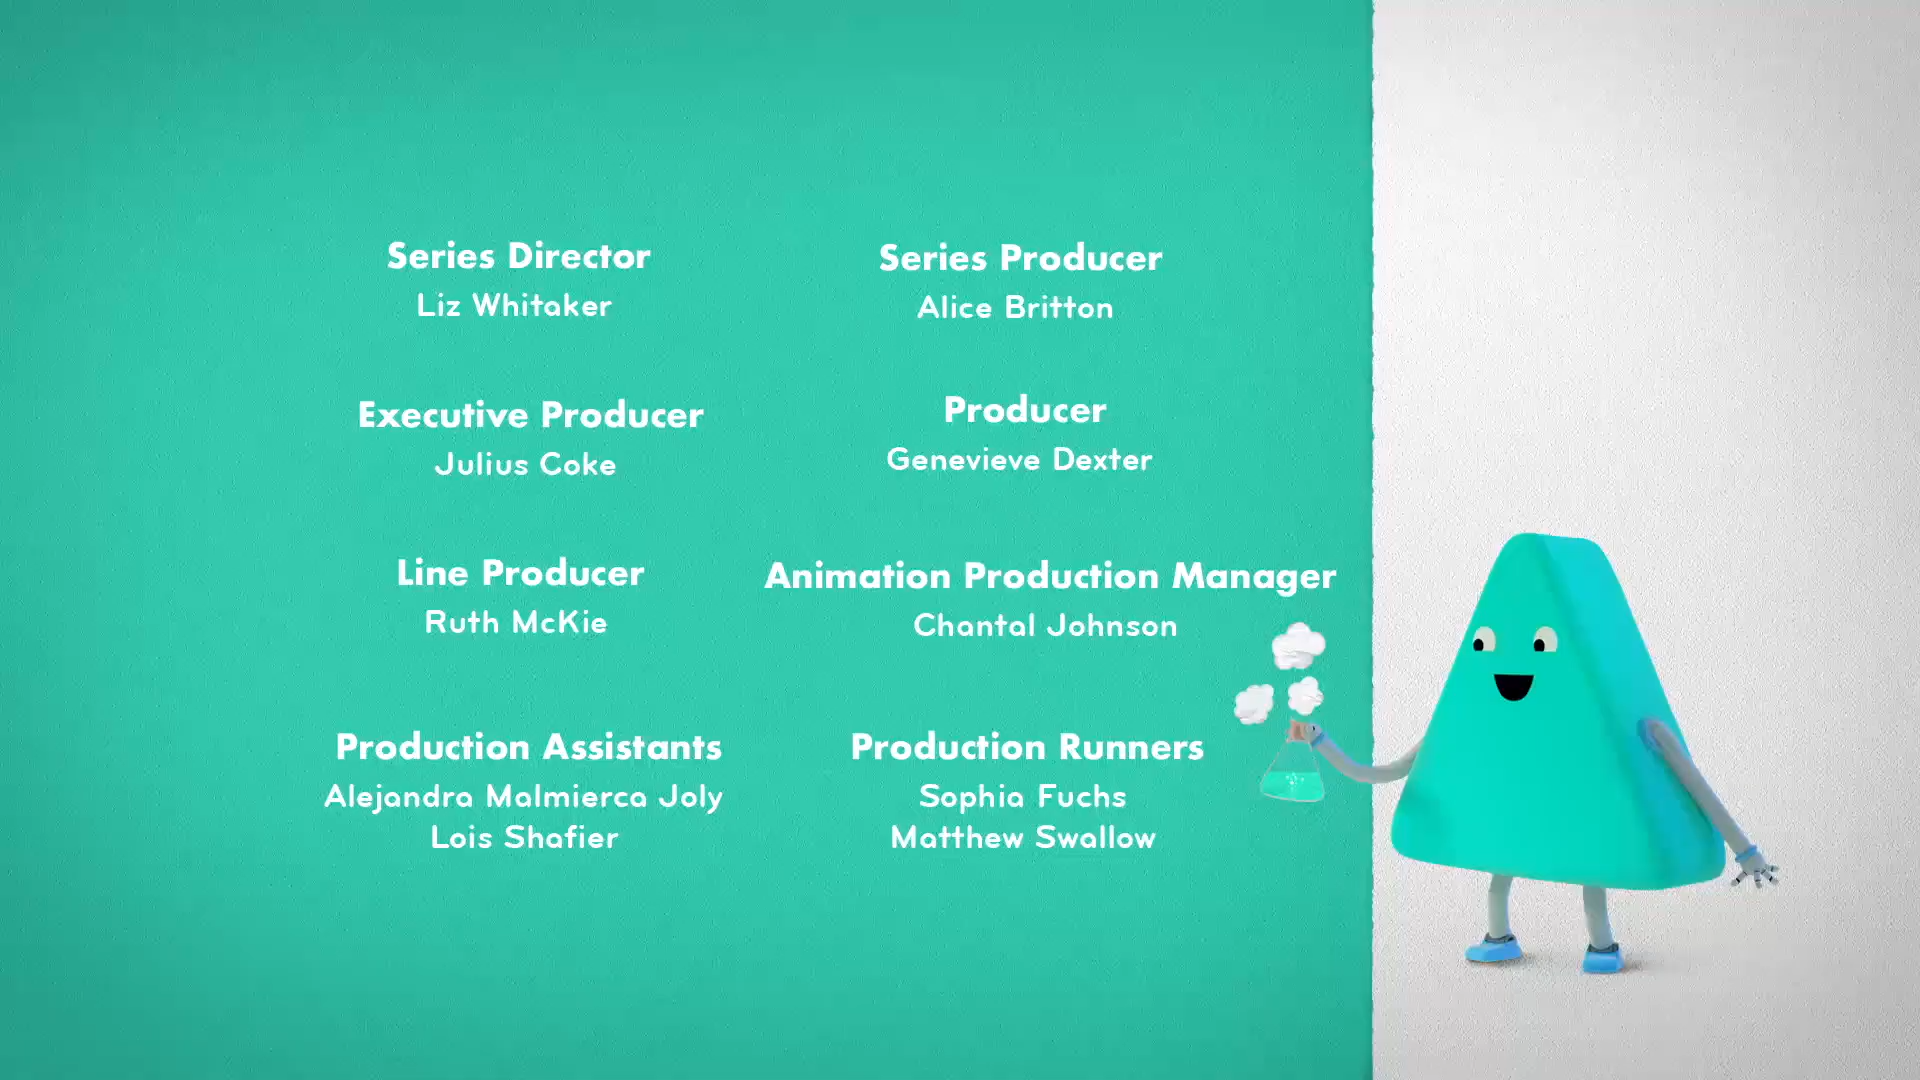 Series Director
Liz Whitaker
Series Producer
Alice Britton
Executive Producer
Julius Coke
Producer
Genevieve Dexter
Line Producer
Ruth McKie
Animation Production Manager
Chantal Johnson
Production Assistants
Alejandra Malmierca Joly
Lois Shafier
Production Runners
Sophia Fuchs
Matthew Swallow